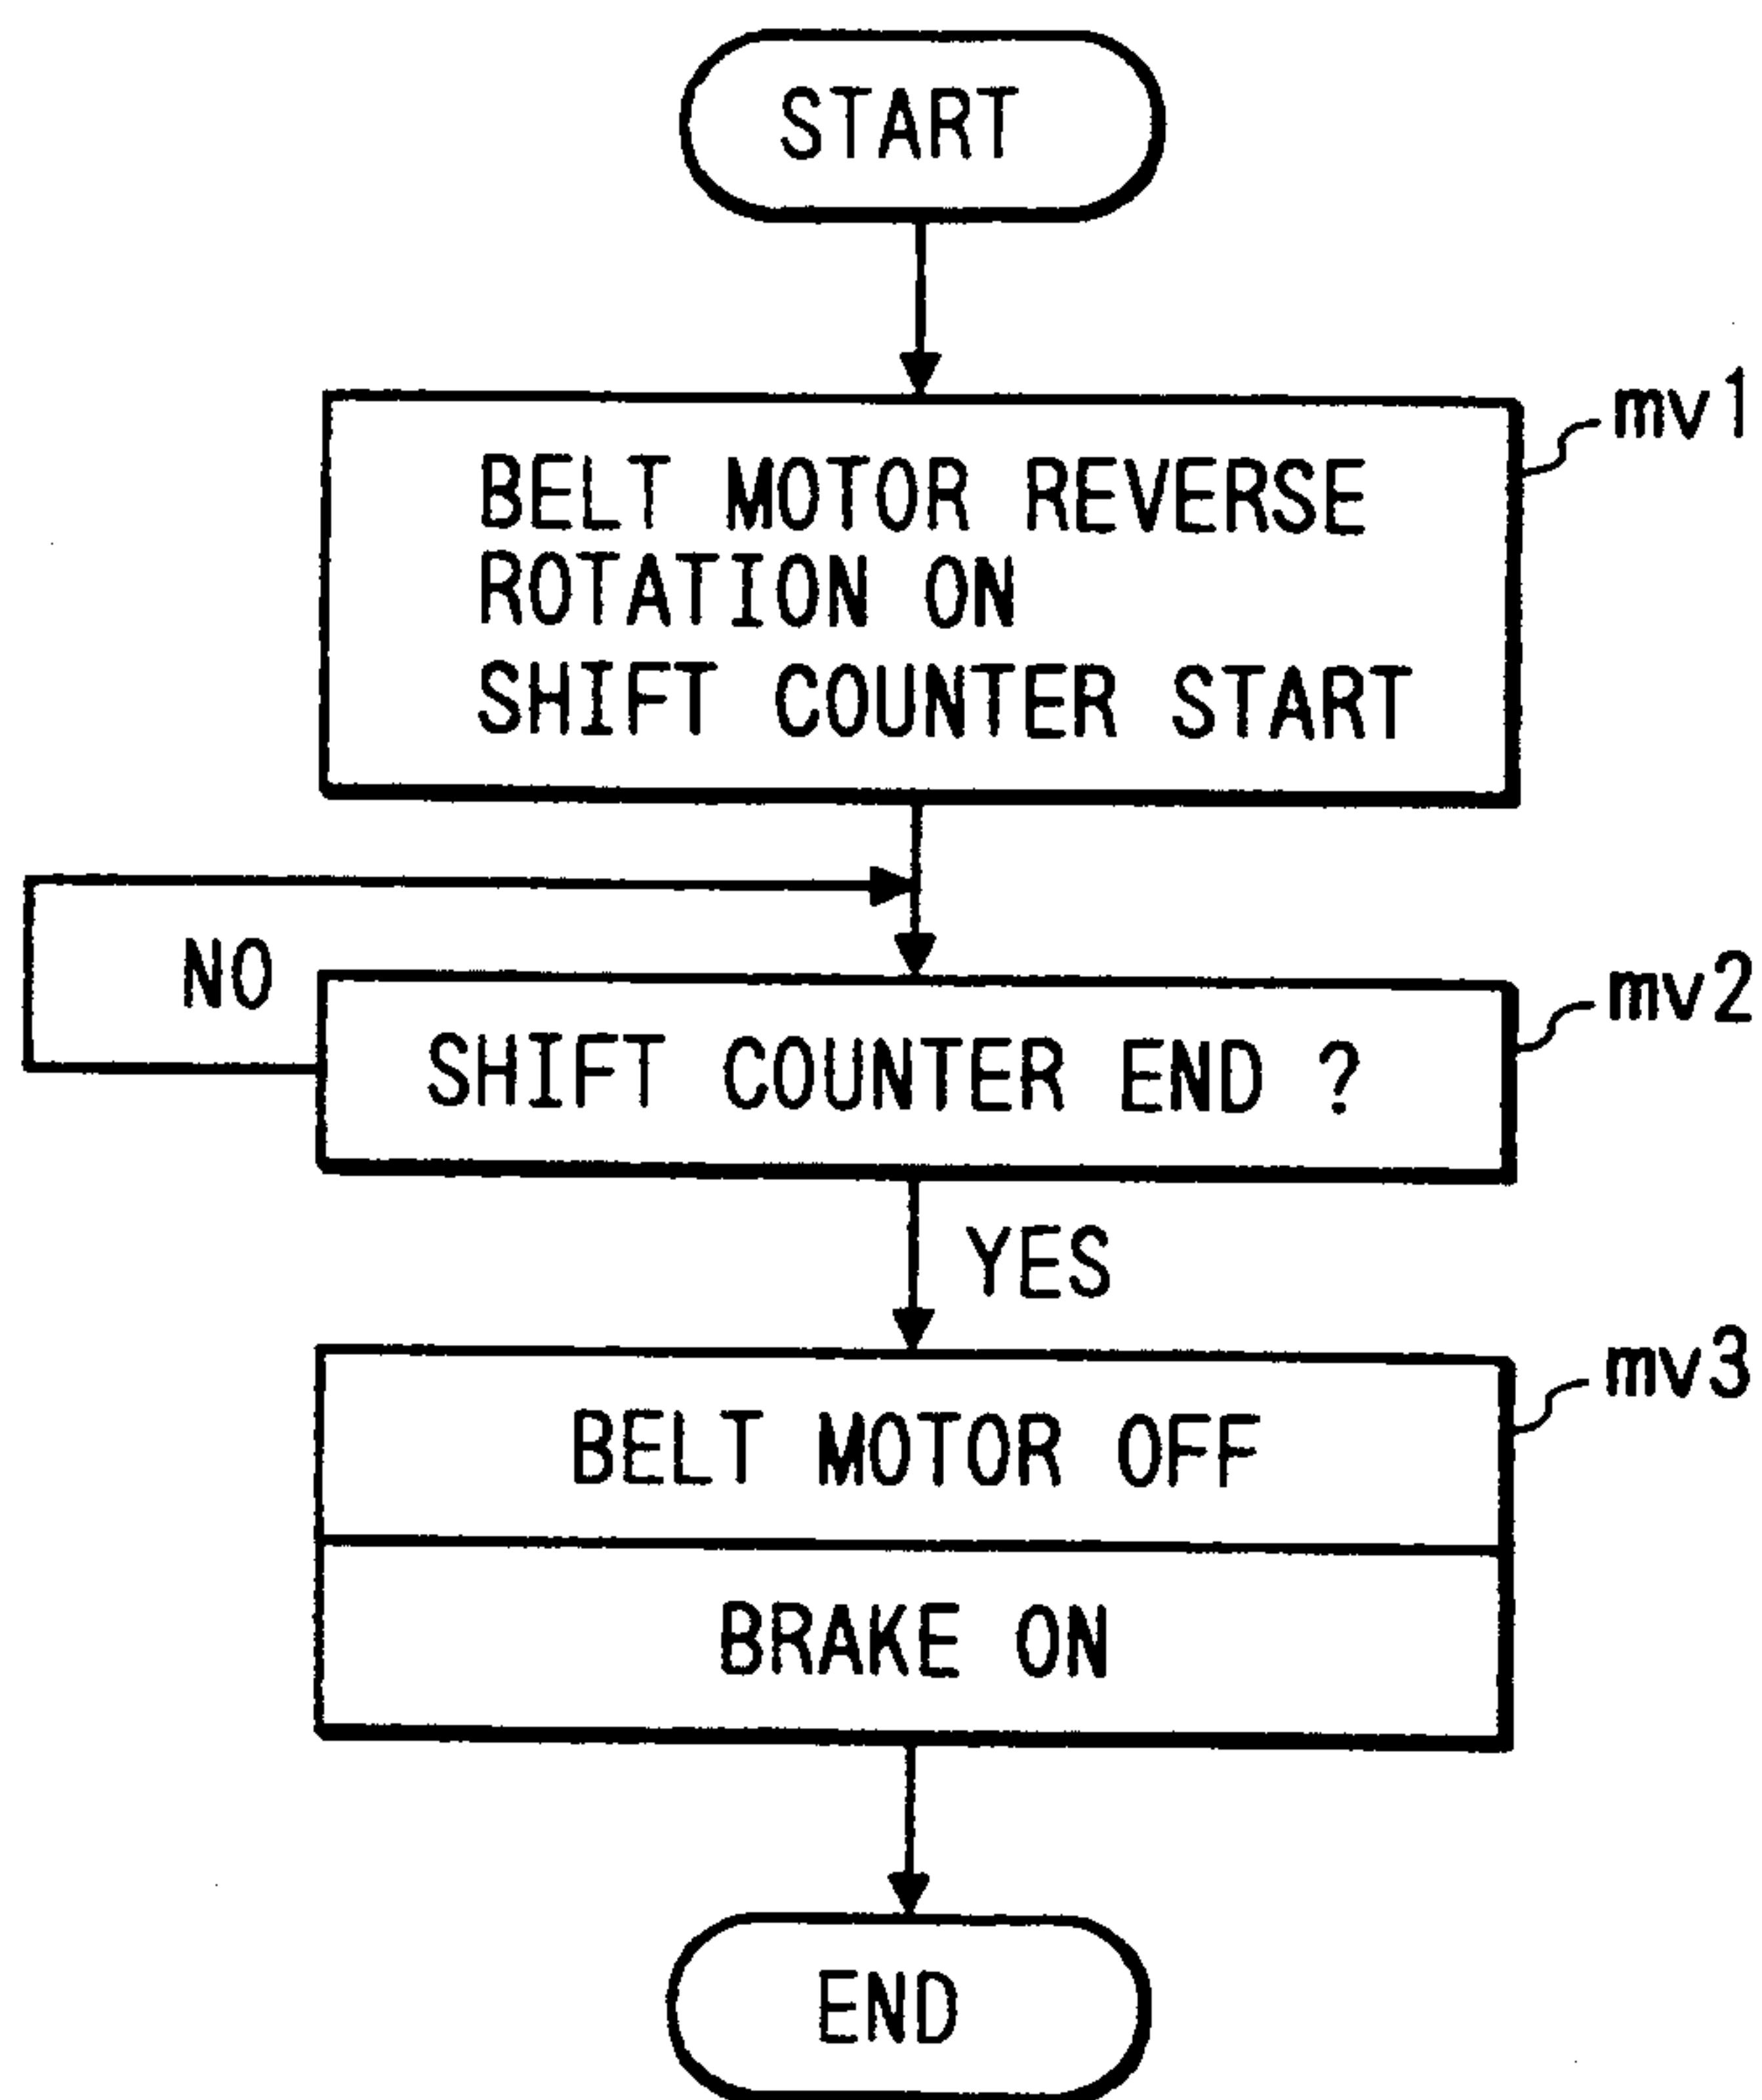 START
mv1
BELT MOTOR REVERSE
ROTATION ON
SHIFT COUNTER START
NO
mv2
SHIFT COUNTER END ?
YES
mv3
BELT MOTOR OFF
BRAKE ON
END